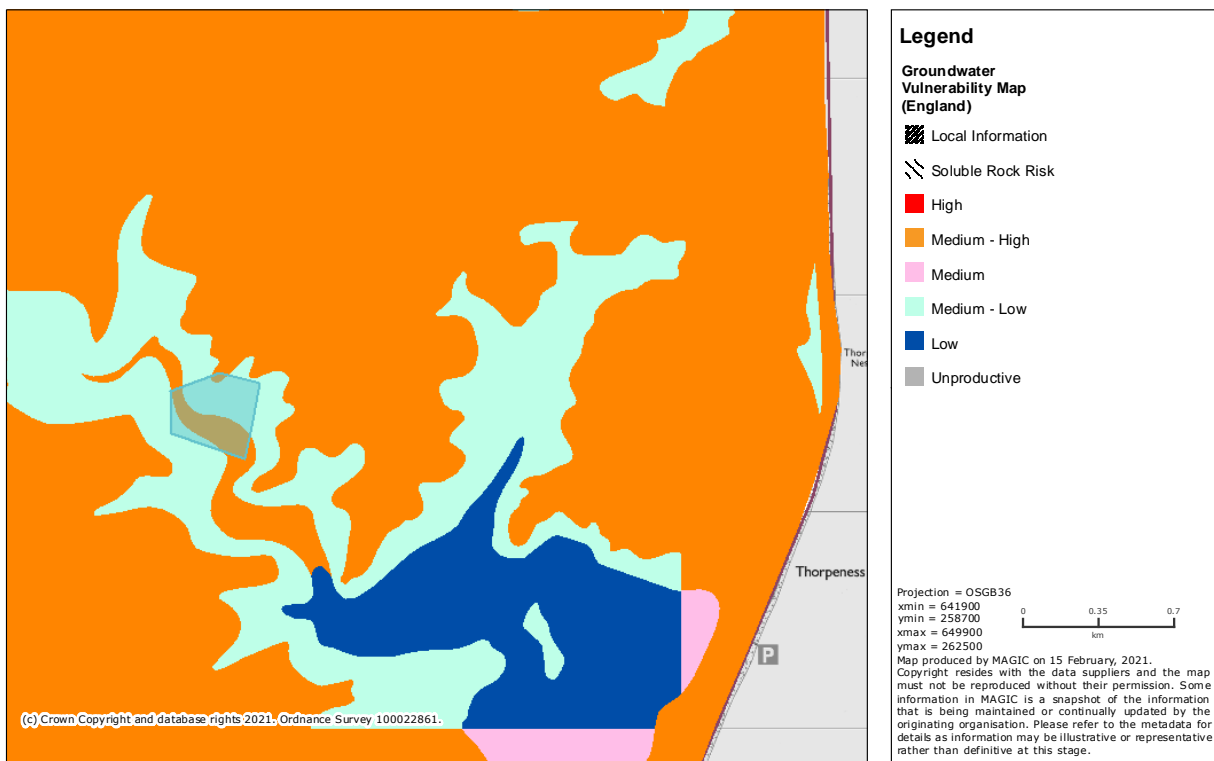 Thor
Nes
Thorpeness
P
(c) Crown Copyright and database rights 2021. Ordnance Survey 100022861.
Legend
Groundwater
Vulnerability Map
(England)
Local Information
Soluble Rock Risk
High
Medium - High
Medium
Medium - Low
Low
Unproductive
Projection = OSGB36
xmin = 641900
ymin = 258700
xmax = 649900
ymax = 262500
0 0.35 0.7
km
Map produced by MAGIC on 15 February, 2021.
Copyright resides with the data suppliers and the map
must not be reproduced without their permission. Some
information in MAGIC is a snapshot of the information
that is being maintained or continually updated by the
originating organisation. Please refer to the metadata for
details as information may be illustrative or representative
rather than definitive at this stage.